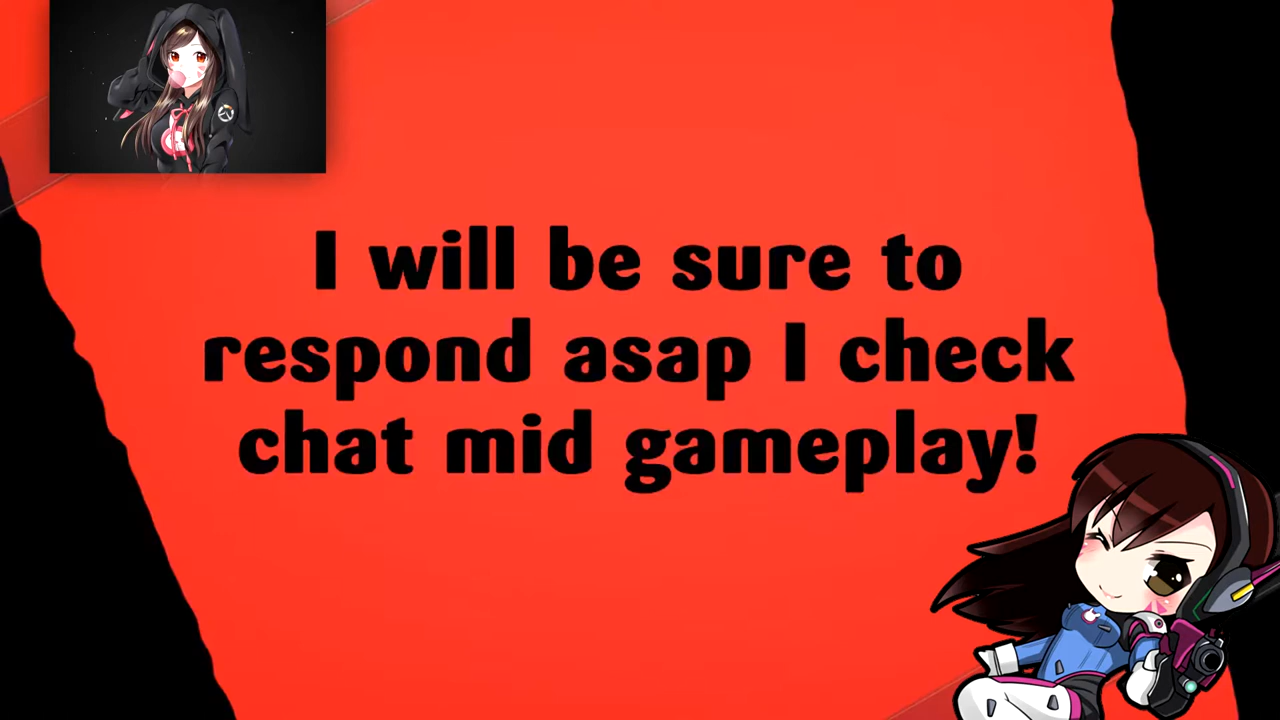 I will be sure to
respond asap I check
chat mid gameplay!